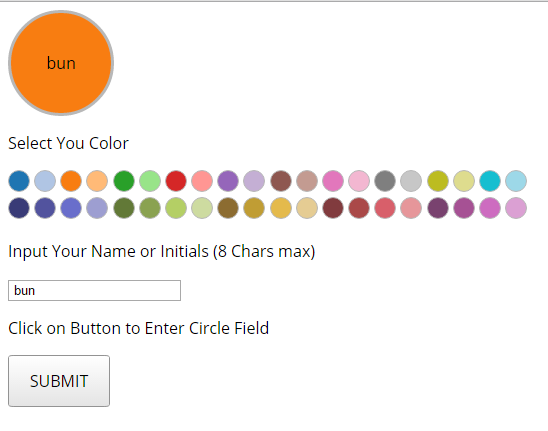 bun
Select You Color
Input Your Name or Initials (8 Chars max)
bun
Click on Button to Enter Circle Field
SUBMIT